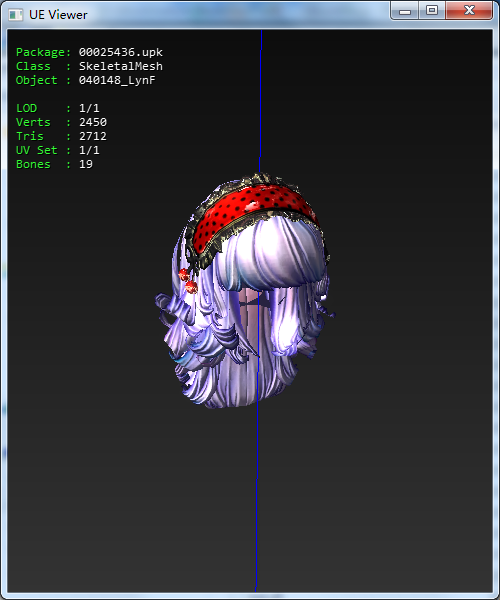 UE Viewer
Package: 00025436.upk
Class : SkeletalMesh
Object : 040148_LynF
LOD : 1/1
Verts : 2450
Tris : 2712
UV Set : 1/1
Bones : 19